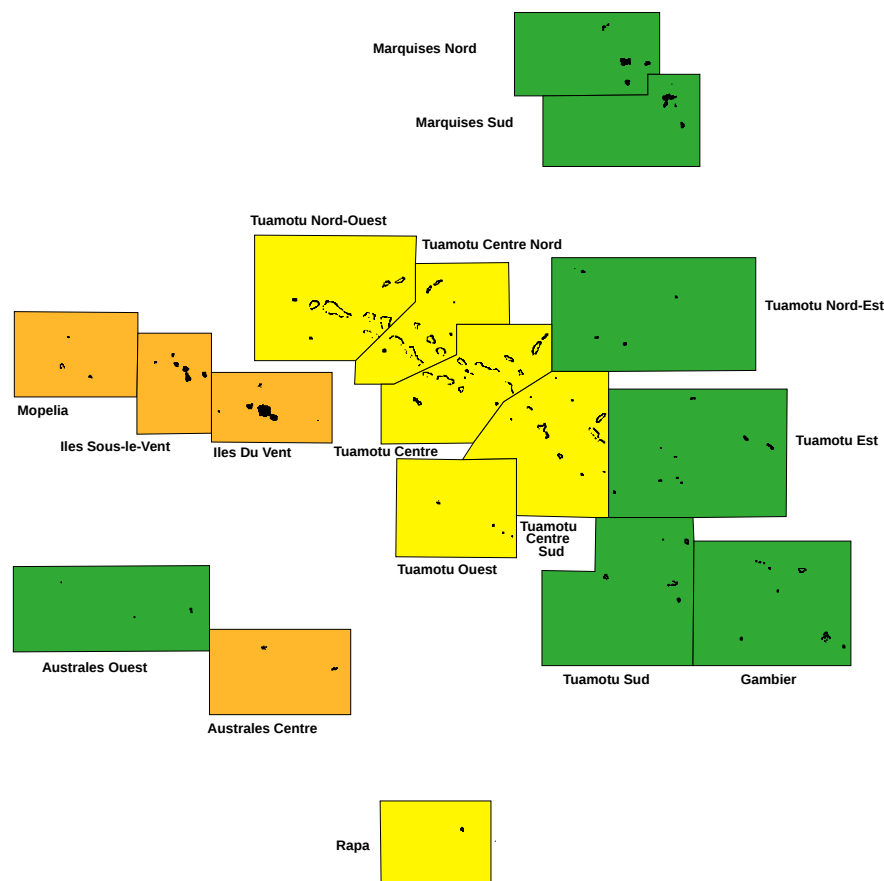 Marquises Nord
Marquises Sud
Tuamotu Nord-Ouest
Tuamotu Centre Nord
Tuamotu Nord-Est
Mopelia
Iles Sous-le-Vent
Iles Du Vent
Tuamotu Centre
Tuamotu Est
Tuamotu
Centre
Sud
Tuamotu Ouest
Australes Ouest
Tuamotu Sud
Gambier
Australes Centre
Rapa